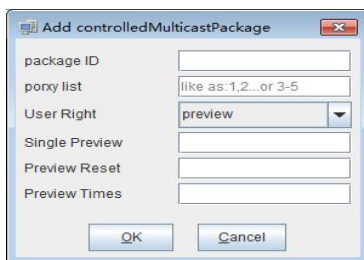 Add controlledMulticastPackage
package ID
porxy list like as:1,2...or 3-5
User Right preview
Single Preview
Preview Reset
Preview Times
OK Cancel